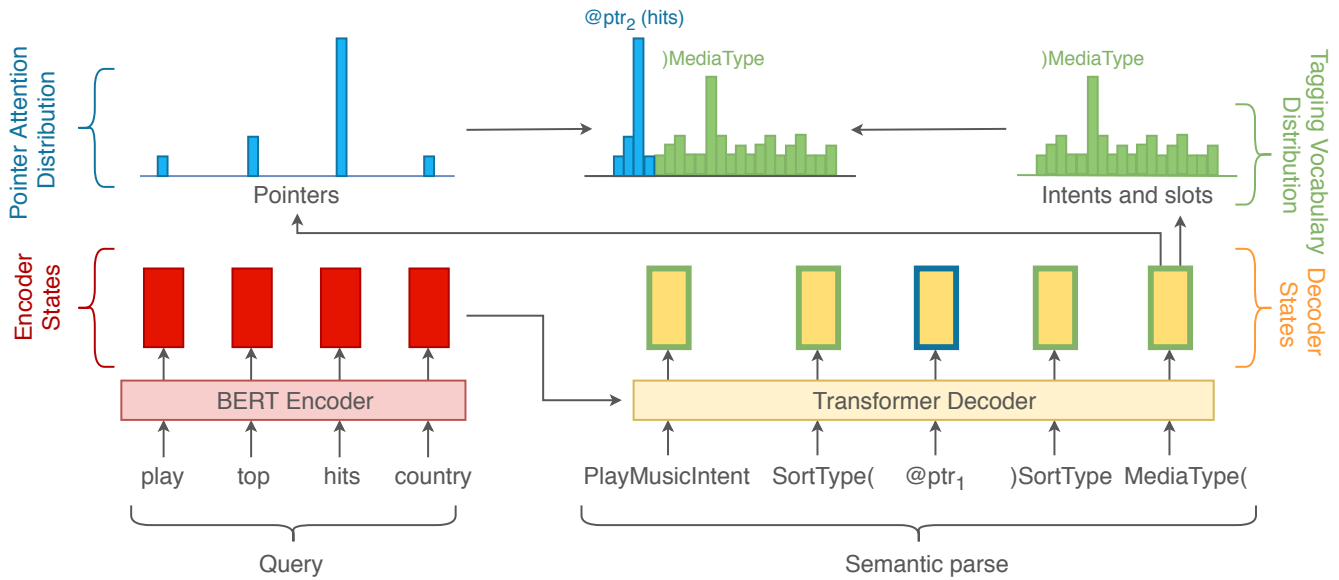 @ptr2 (hits)
)MediaType
)MediaType
Pointer Attention
Distribution
Tagging Vocabulary
Distribution
Pointers
Intents and slots
Encoder
States
Decoder
States
BERT Encoder
Transformer Decoder
play top hits country
PlayMusicIntent SortType( @ptr1 )SortType MediaType(
Query
Semantic parse